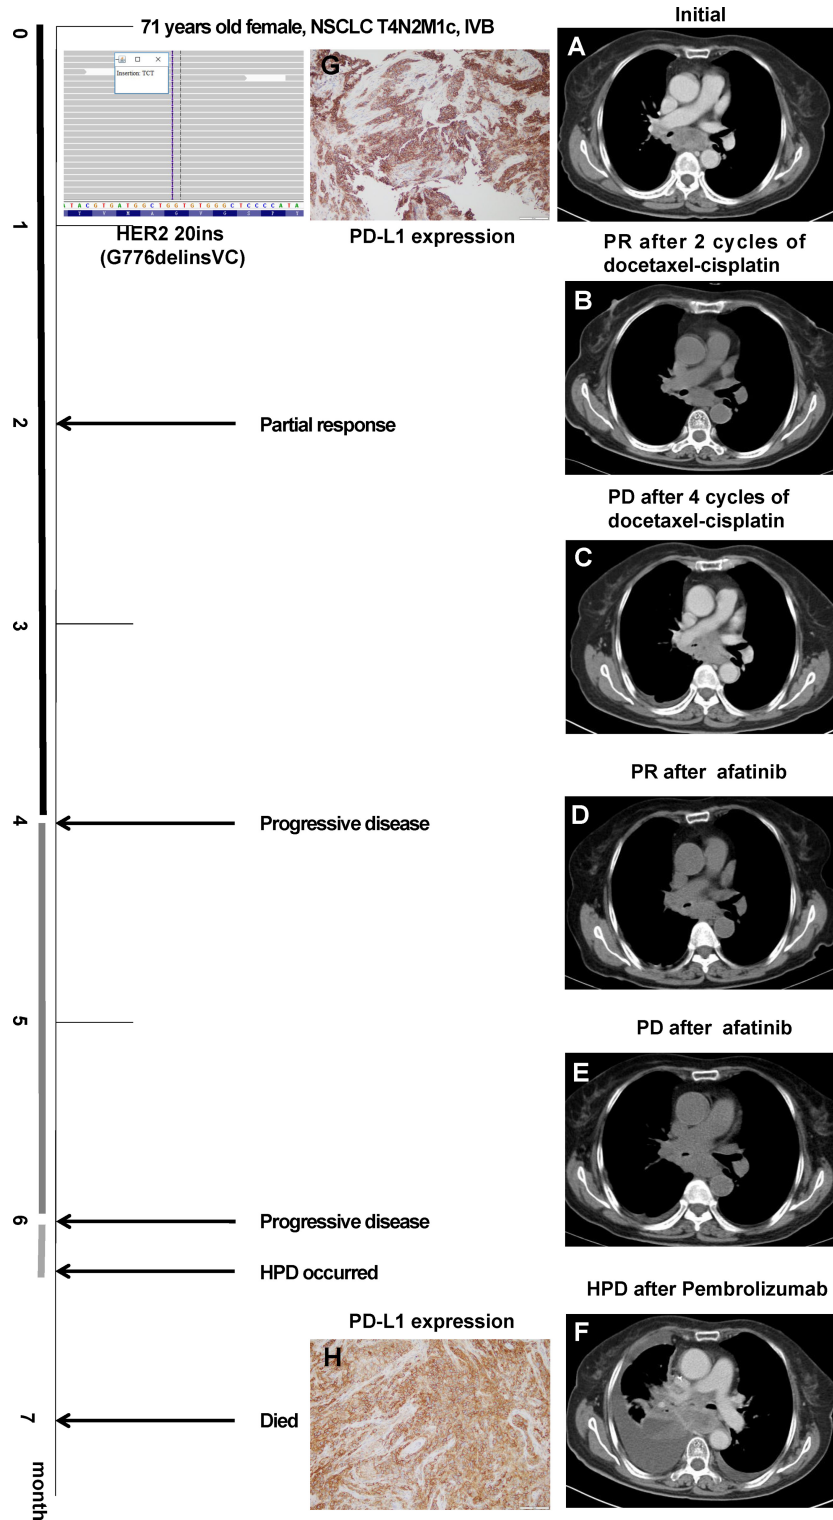 0
71 years old female, NSCLC T4N2M1c, IVB
Initial
Insertion: TCT
G
A
ATACGTGATGGCTGGTGTGGGCTCCCCATA
1
HER2 20ins
(G776delinsVC)
PD-L1 expression
PR after 2 cycles of
docetaxel-cisplatin
B
2
Partial response
PD after 4 cycles of
docetaxel-cisplatin
C
3
PR after afatinib
4
Progressive disease
D
5
PD after afatinib
E
6
Progressive disease
HPD occurred
HPD after Pembrolizumab
PD-L1 expression
H
F
7
Died
month